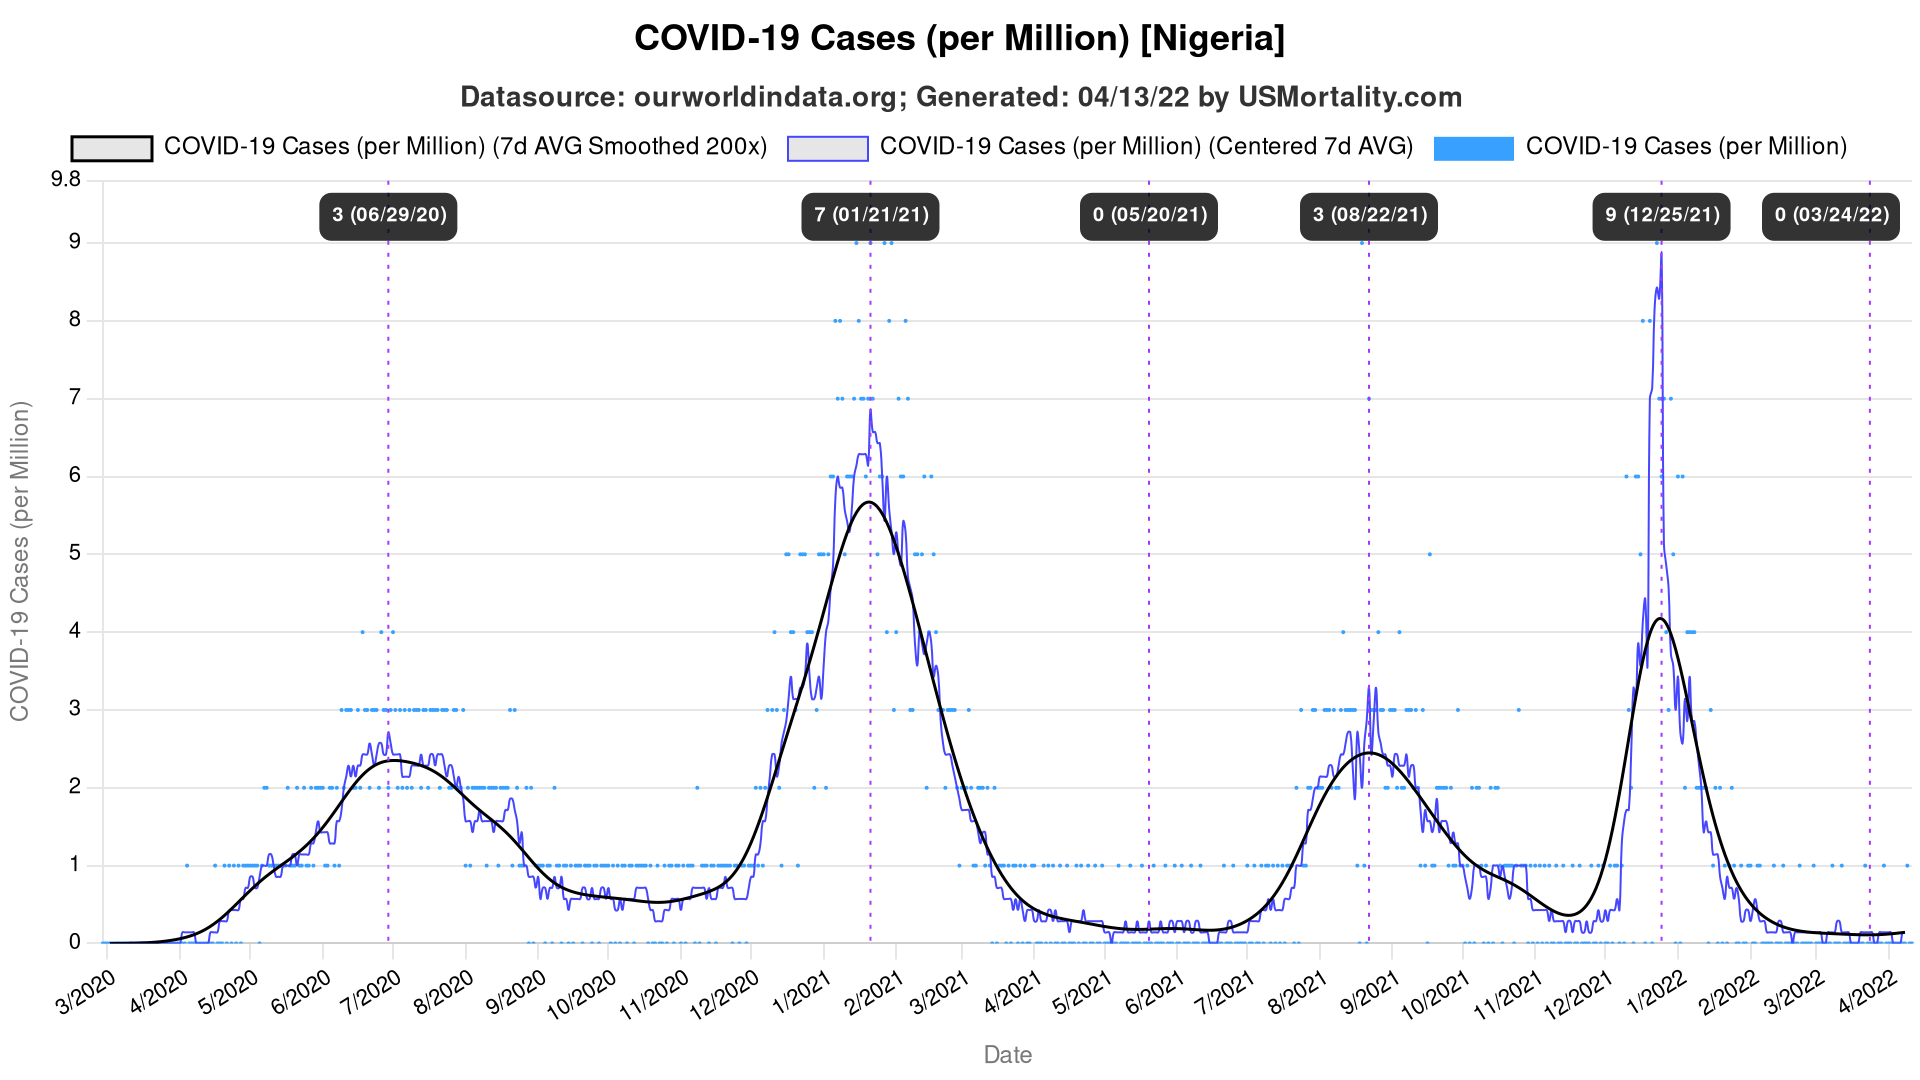 COVID-19 Cases (per Million) [Nigeria]
Datasource: ourworldindata.org; Generated: 04/13/22 by USMortality.com
COVID-19 Cases (per Million) (7d AVG Smoothed 200x) COVID-19 Cases (per Million) (Centered 7d AVG) COVID-19 Cases (per Million)
9.8
3 (06/29/20) 7 (01/21/21) 0 (05/20/21) 3 (08/22/21) 9 (12/25/21) 0 (03/24/22)
9
8
7
6
5
4
3
2
1
0
COVID-19 Cases (per Million)
3/2020 4/2020 5/2020 6/2020 7/2020 8/2020 9/2020 10/2020 11/2020 12/2020 1/2021 2/2021 3/2021 4/2021 5/2021 6/2021 7/2021 8/2021 9/2021 10/2021 11/2021 12/2021 1/2022 2/2022 3/2022 4/2022
Date